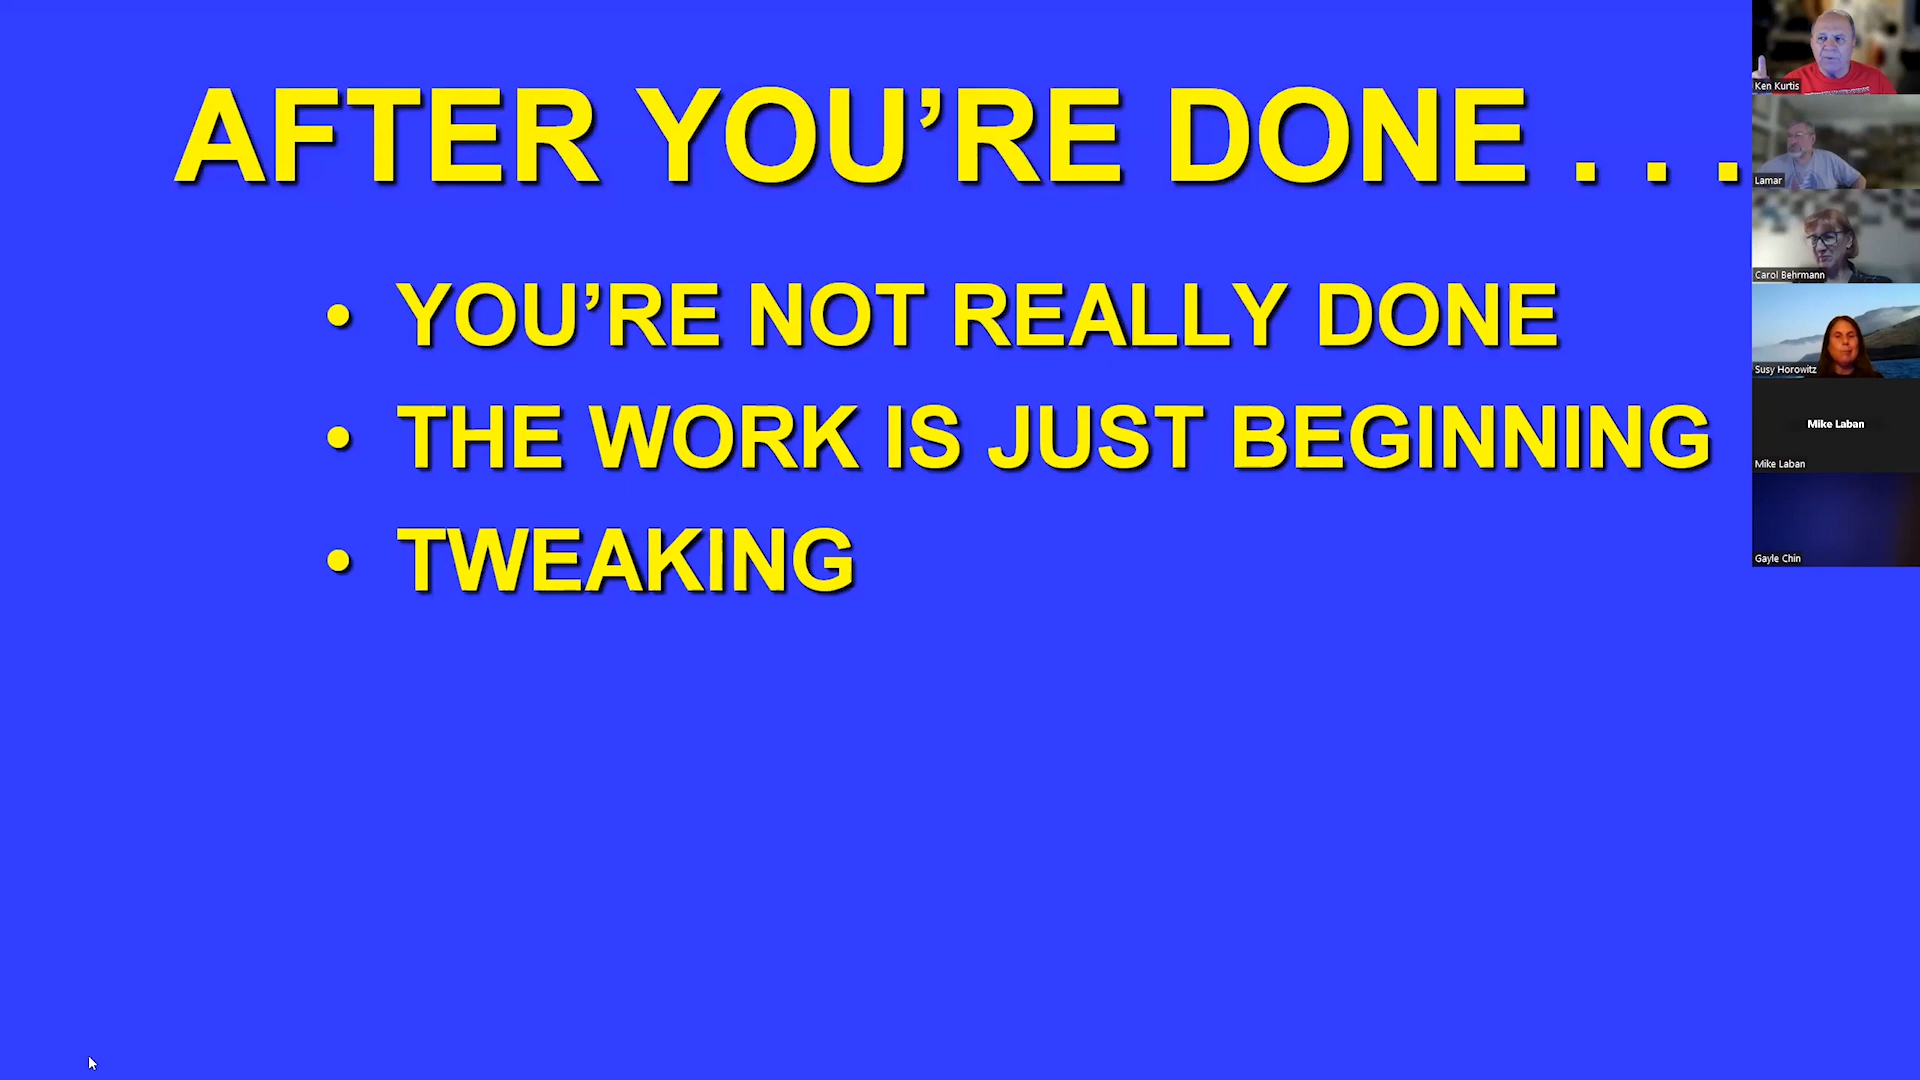 AFTER YOU’RE DONE . . .
• YOU’RE NOT REALLY DONE
• THE WORK IS JUST BEGINNING
• TWEAKING
Ken Kurtis
Lamar
Carol Behrmann
Susy Horowitz
Mike Laban
Mike Laban
Gayle Chin